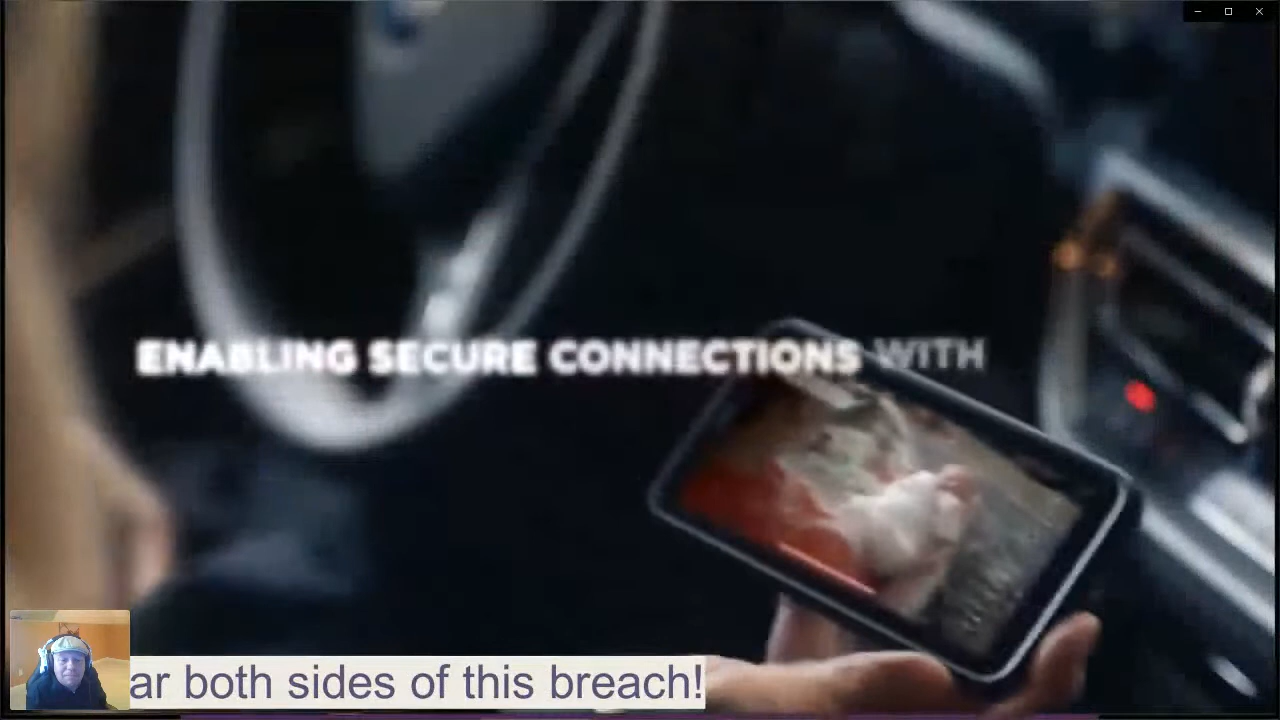 ENABLING SECURE CONNECTIONS WITH
ar both sides of this breach!